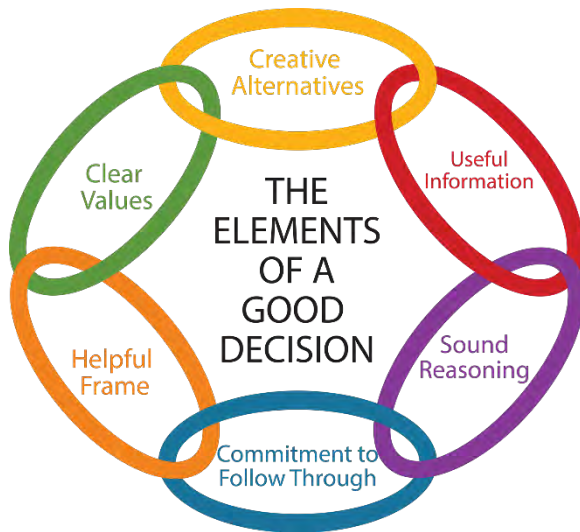 Creative
Alternatives
Useful
Information
Clear
Values
THE
ELEMENTS
OF A
GOOD
DECISION
Sound
Reasoning
Helpful
Frame
Commitment to
Follow Through